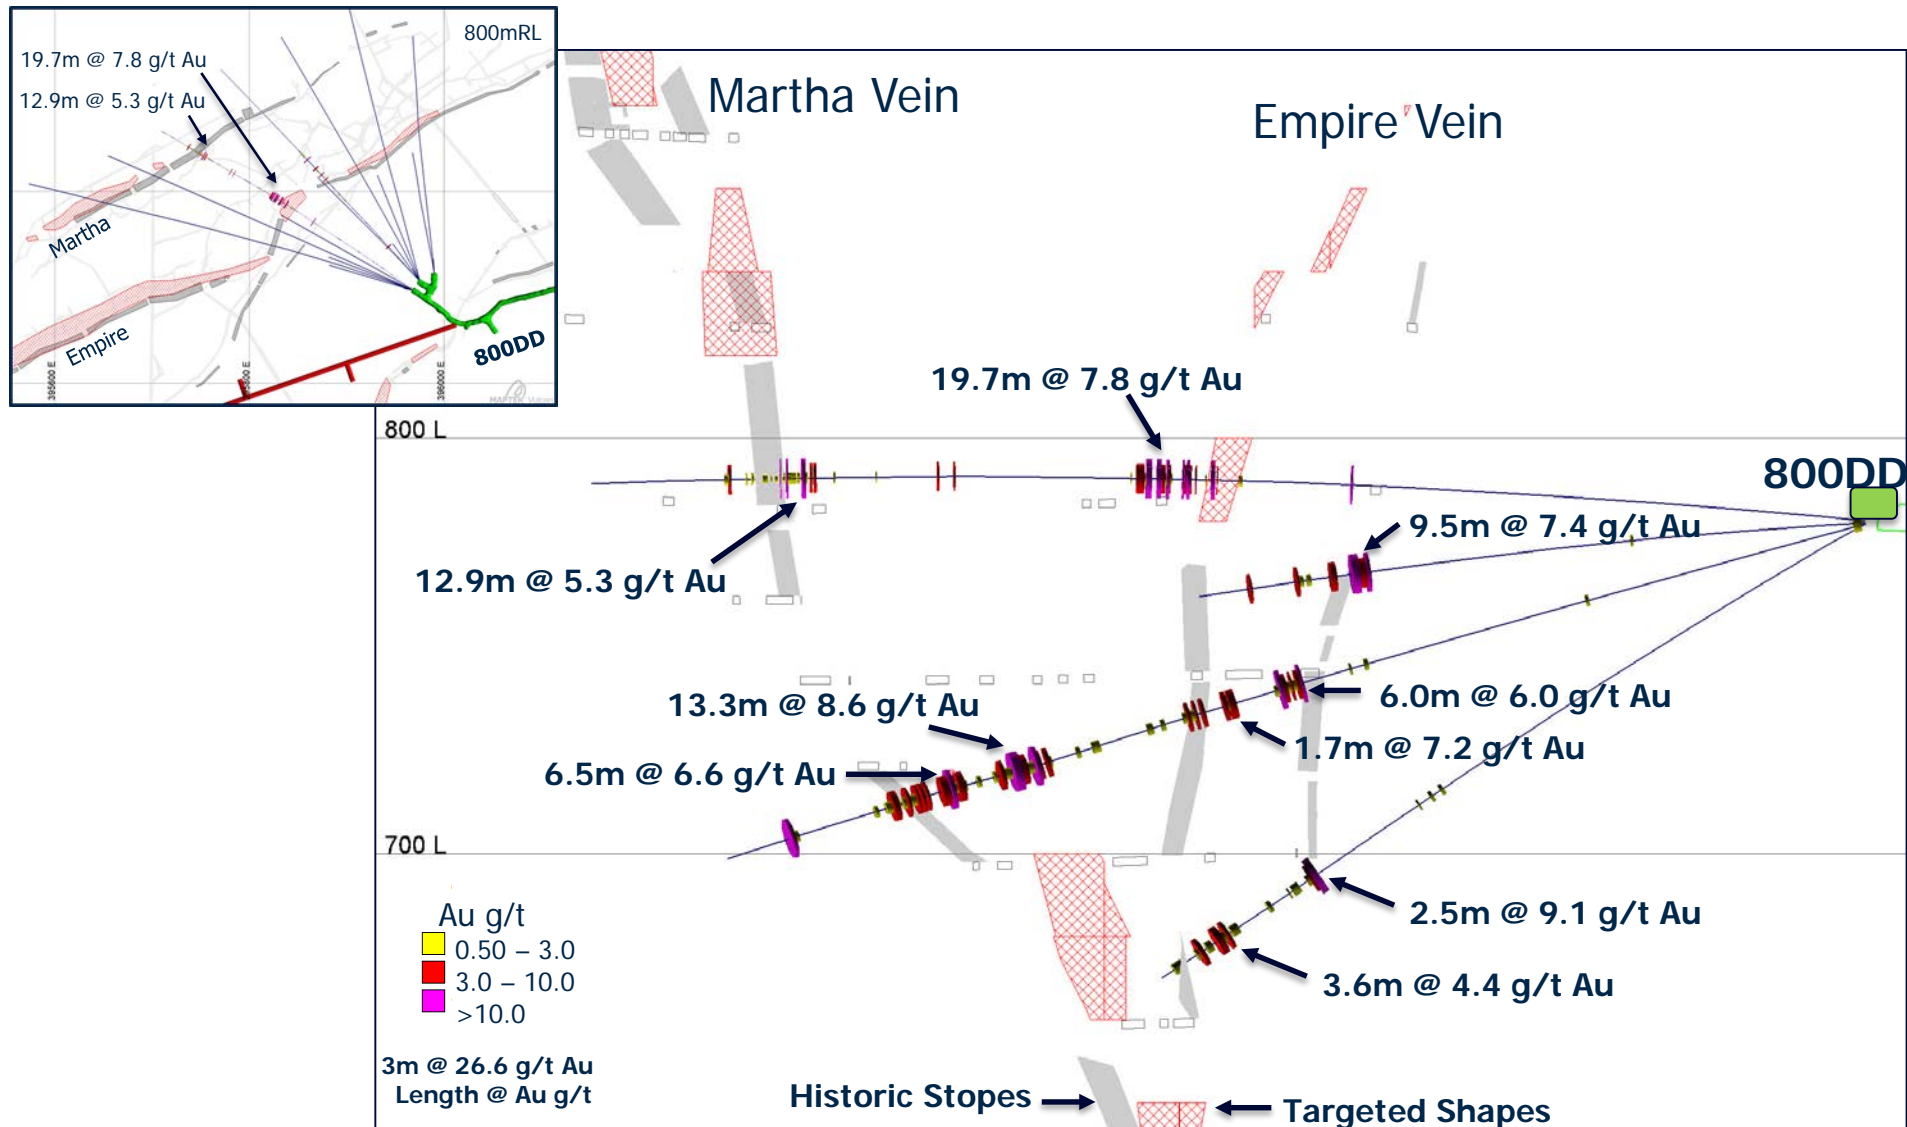 800mRL
19.7m @ 7.8 g/t Au
12.9m @ 5.3 g/t Au
Martha
Empire
800DD
395600 E
396000 E
Martha Vein
Empire Vein
19.7m @ 7.8 g/t Au
800 L
800DD
9.5m @ 7.4 g/t Au
12.9m @ 5.3 g/t Au
13.3m @ 8.6 g/t Au
6.0m @ 6.0 g/t Au
1.7m @ 7.2 g/t Au
6.5m @ 6.6 g/t Au
700 L
2.5m @ 9.1 g/t Au
3.6m @ 4.4 g/t Au
Au g/t
0.50 – 3.0
3.0 – 10.0
>10.0
3m @ 26.6 g/t Au
Length @ Au g/t
Historic Stopes
Targeted Shapes